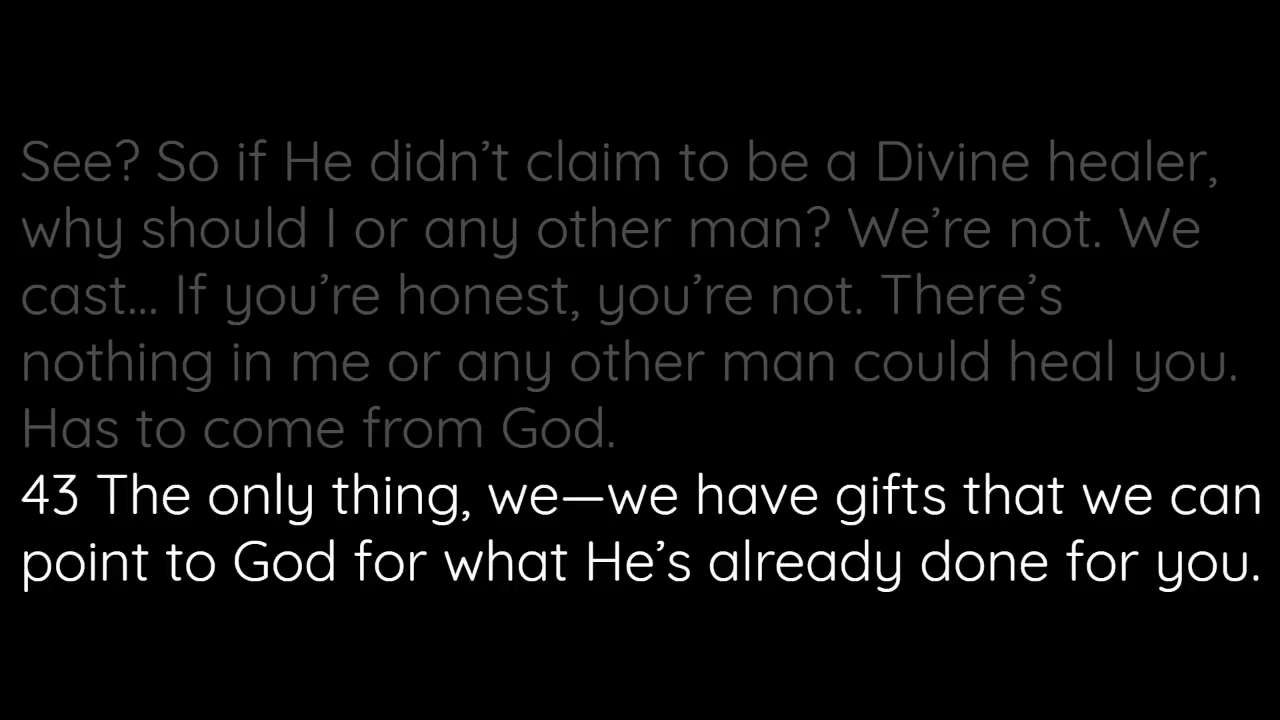 See? So if He didn’t claim to be a Divine healer,
why should I or any other man? We’re not. We
cast... If you’re honest, you’re not. There’s
nothing in me or any other man could heal you.
Has to come from God.
43 The only thing, we—we have gifts that we can
point to God for what He’s already done for you.